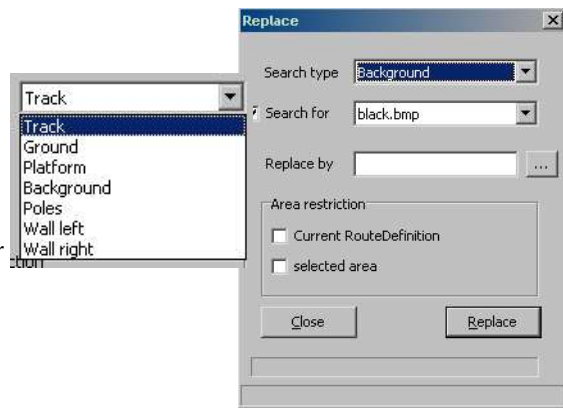 Replace
Search type Background
Search for black.bmp
Replace by ...
Area restriction
Current RouteDefinition
selected area
Close Replace
Track
Track
Ground
Platform
Background
Poles
Wall left
Wall right